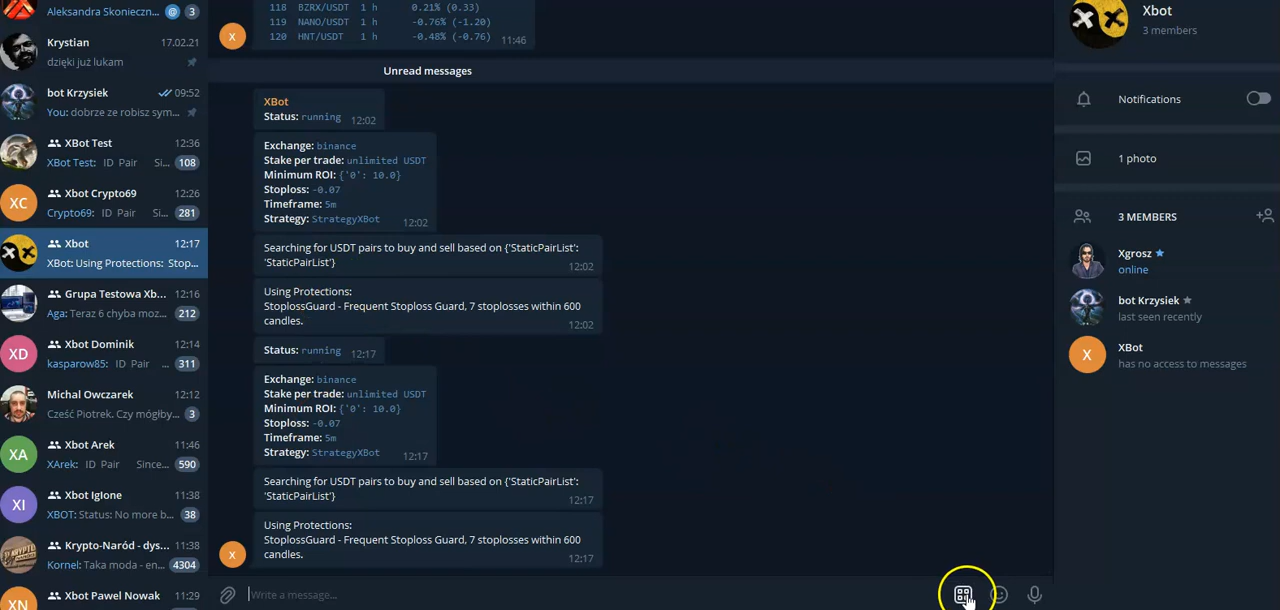 Aleksandra Skonieczn... @ 3
Krystian 17.02.21
dzięki już lukam
bot Krzysiek 09:52
You: dobrze ze robisz sym...
XBot Test 12:36
XBot Test: ID Pair Si... 108
XC
Xbot Crypto69 12:26
Crypto69: ID Pair Si... 281
Xbot 12:17
XBot: Using Protections: Stop...
Grupa Testowa Xb... 12:16
Aga: Teraz 6 chyba moz... 212
XD
Xbot Dominik 12:14
kasparow85: ID Pair ... 311
Michal Owczarek 12:12
Cześć Piotrek. Czy mógłby... 3
XA
Xbot Arek 11:46
XArek: ID Pair Since... 590
XI
Xbot IgIone 11:38
XBOT: Status: No more b... 38
Krypto-Naród - dys... 11:38
Kornel: Taka moda - en... 4304
XN
Xbot Pawel Nowak 11:29
118 BZRX/USDT 1 h 0.21% (0.33)
119 NANO/USDT 1 h -0.76% (-1.20)
120 HNT/USDT 1 h -0.48% (-0.76)
11:46
X
Unread messages
XBot
Status: running 12:02
Exchange: binance
Stake per trade: unlimited USDT
Minimum ROI: {'0': 10.0}
Stoploss: -0.07
Timeframe: 5m
Strategy: StrategyXBot 12:02
Searching for USDT pairs to buy and sell based on {'StaticPairList':
'StaticPairList'} 12:02
Using Protections:
StoplossGuard - Frequent Stoploss Guard, 7 stoplosses within 600
candles. 12:02
Status: running 12:17
Exchange: binance
Stake per trade: unlimited USDT
Minimum ROI: {'0': 10.0}
Stoploss: -0.07
Timeframe: 5m
Strategy: StrategyXBot 12:17
Searching for USDT pairs to buy and sell based on {'StaticPairList':
'StaticPairList'} 12:17
Using Protections:
StoplossGuard - Frequent Stoploss Guard, 7 stoplosses within 600
candles. 12:17
X
Write a message...
Xbot
3 members
Notifications
1 photo
3 MEMBERS
Xgrosz
online
bot Krzysiek
last seen recently
X
XBot
has no access to messages